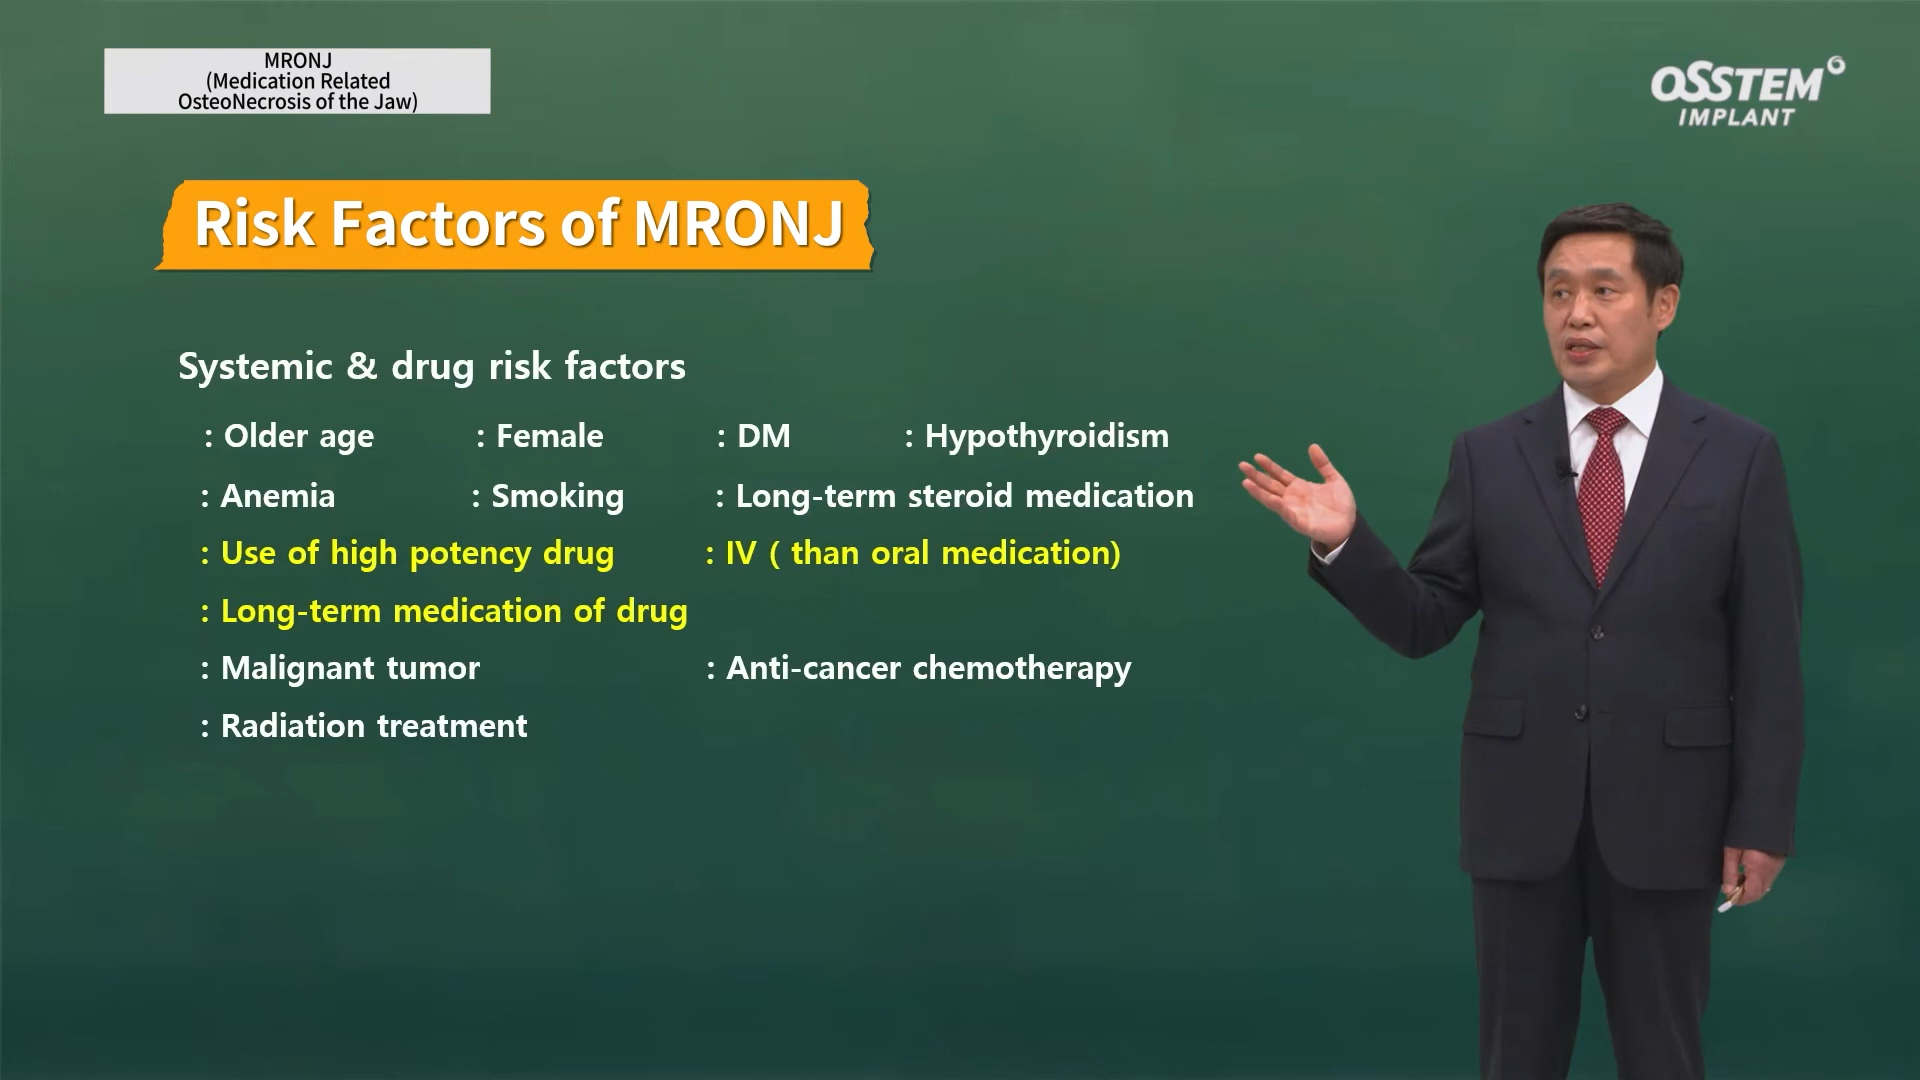 MRONJ
(Medication Related
OsteoNecrosis of the Jaw)
OSSTEM
IMPLANT
Risk Factors of MRONJ
Systemic & drug risk factors
: Older age : Female : DM : Hypothyroidism
: Anemia : Smoking : Long-term steroid medication
: Use of high potency drug : IV ( than oral medication)
: Long-term medication of drug
: Malignant tumor : Anti-cancer chemotherapy
: Radiation treatment